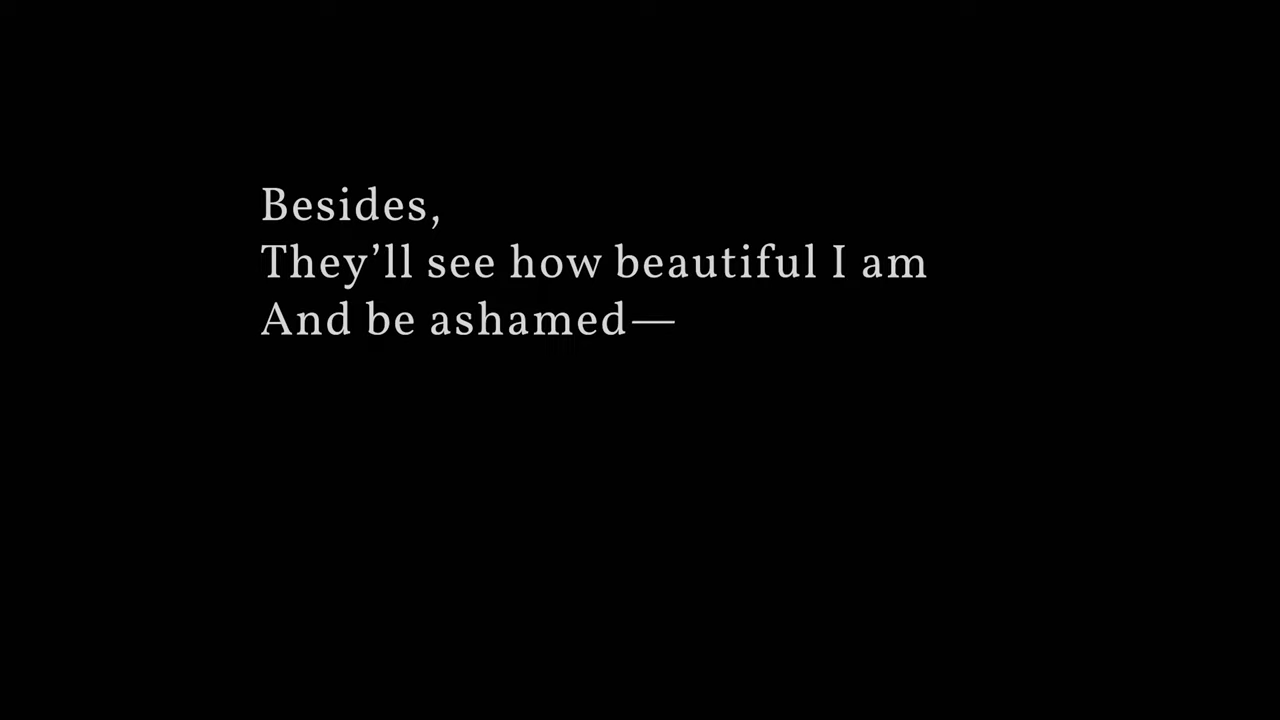 Besides,
They’ll see how beautiful I am
And be ashamed—